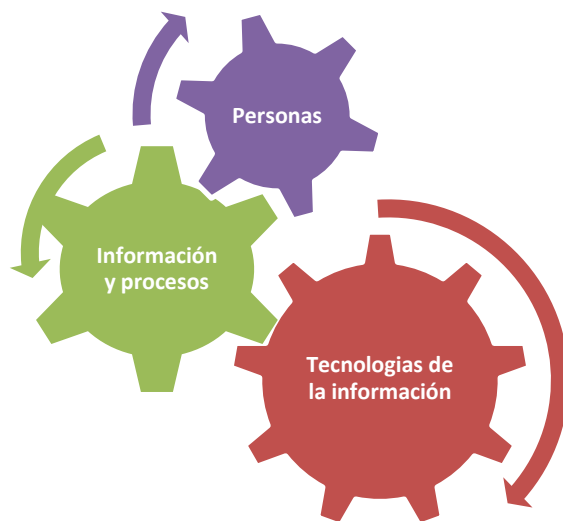 Personas
Información
y procesos
Tecnologias de
la información